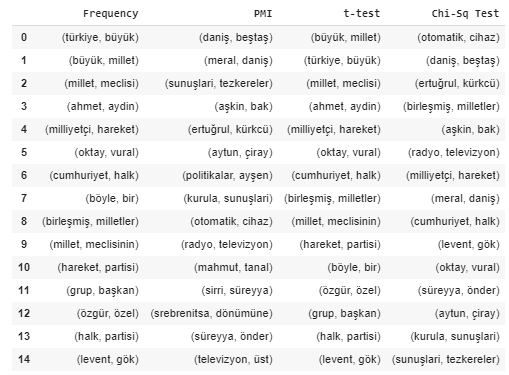 Frequency PMI t-test Chi-Sq Test
0 (türkiye, büyük) (daniş, beştaş) (büyük, millet) (otomatik, cihaz)
1 (büyük, millet) (meral, daniş) (türkiye, büyük) (daniş, beştaş)
2 (millet, meclisi) (sunuşlari, tezkereler) (millet, meclisi) (ertuğrul, kürkcü)
3 (ahmet, aydin) (aşkin, bak) (ahmet, aydin) (birleşmiş, milletler)
4 (milliyetçi, hareket) (ertuğrul, kürkcü) (milliyetçi, hareket) (aşkin, bak)
5 (oktay, vural) (aytun, çiray) (oktay, vural) (radyo, televizyon)
6 (cumhuriyet, halk) (politikalar, ayşen) (cumhuriyet, halk) (milliyetçi, hareket)
7 (böyle, bir) (kurula, sunuşlari) (birleşmiş, milletler) (meral, daniş)
8 (birleşmiş, milletler) (otomatik, cihaz) (millet, meclisinin) (cumhuriyet, halk)
9 (millet, meclisinin) (radyo, televizyon) (hareket, partisi) (levent, gök)
10 (hareket, partisi) (mahmut, tanal) (böyle, bir) (oktay, vural)
11 (grup, başkan) (sirri, süreyya) (özgür, özel) (süreyya, önder)
12 (özgür, özel) (srebrenitsa, dönümüne) (grup, başkan) (aytun, çiray)
13 (halk, partisi) (süreyya, önder) (halk, partisi) (kurula, sunuşlari)
14 (levent, gök) (televizyon, üst) (levent, gök) (sunuşlari, tezkereler)